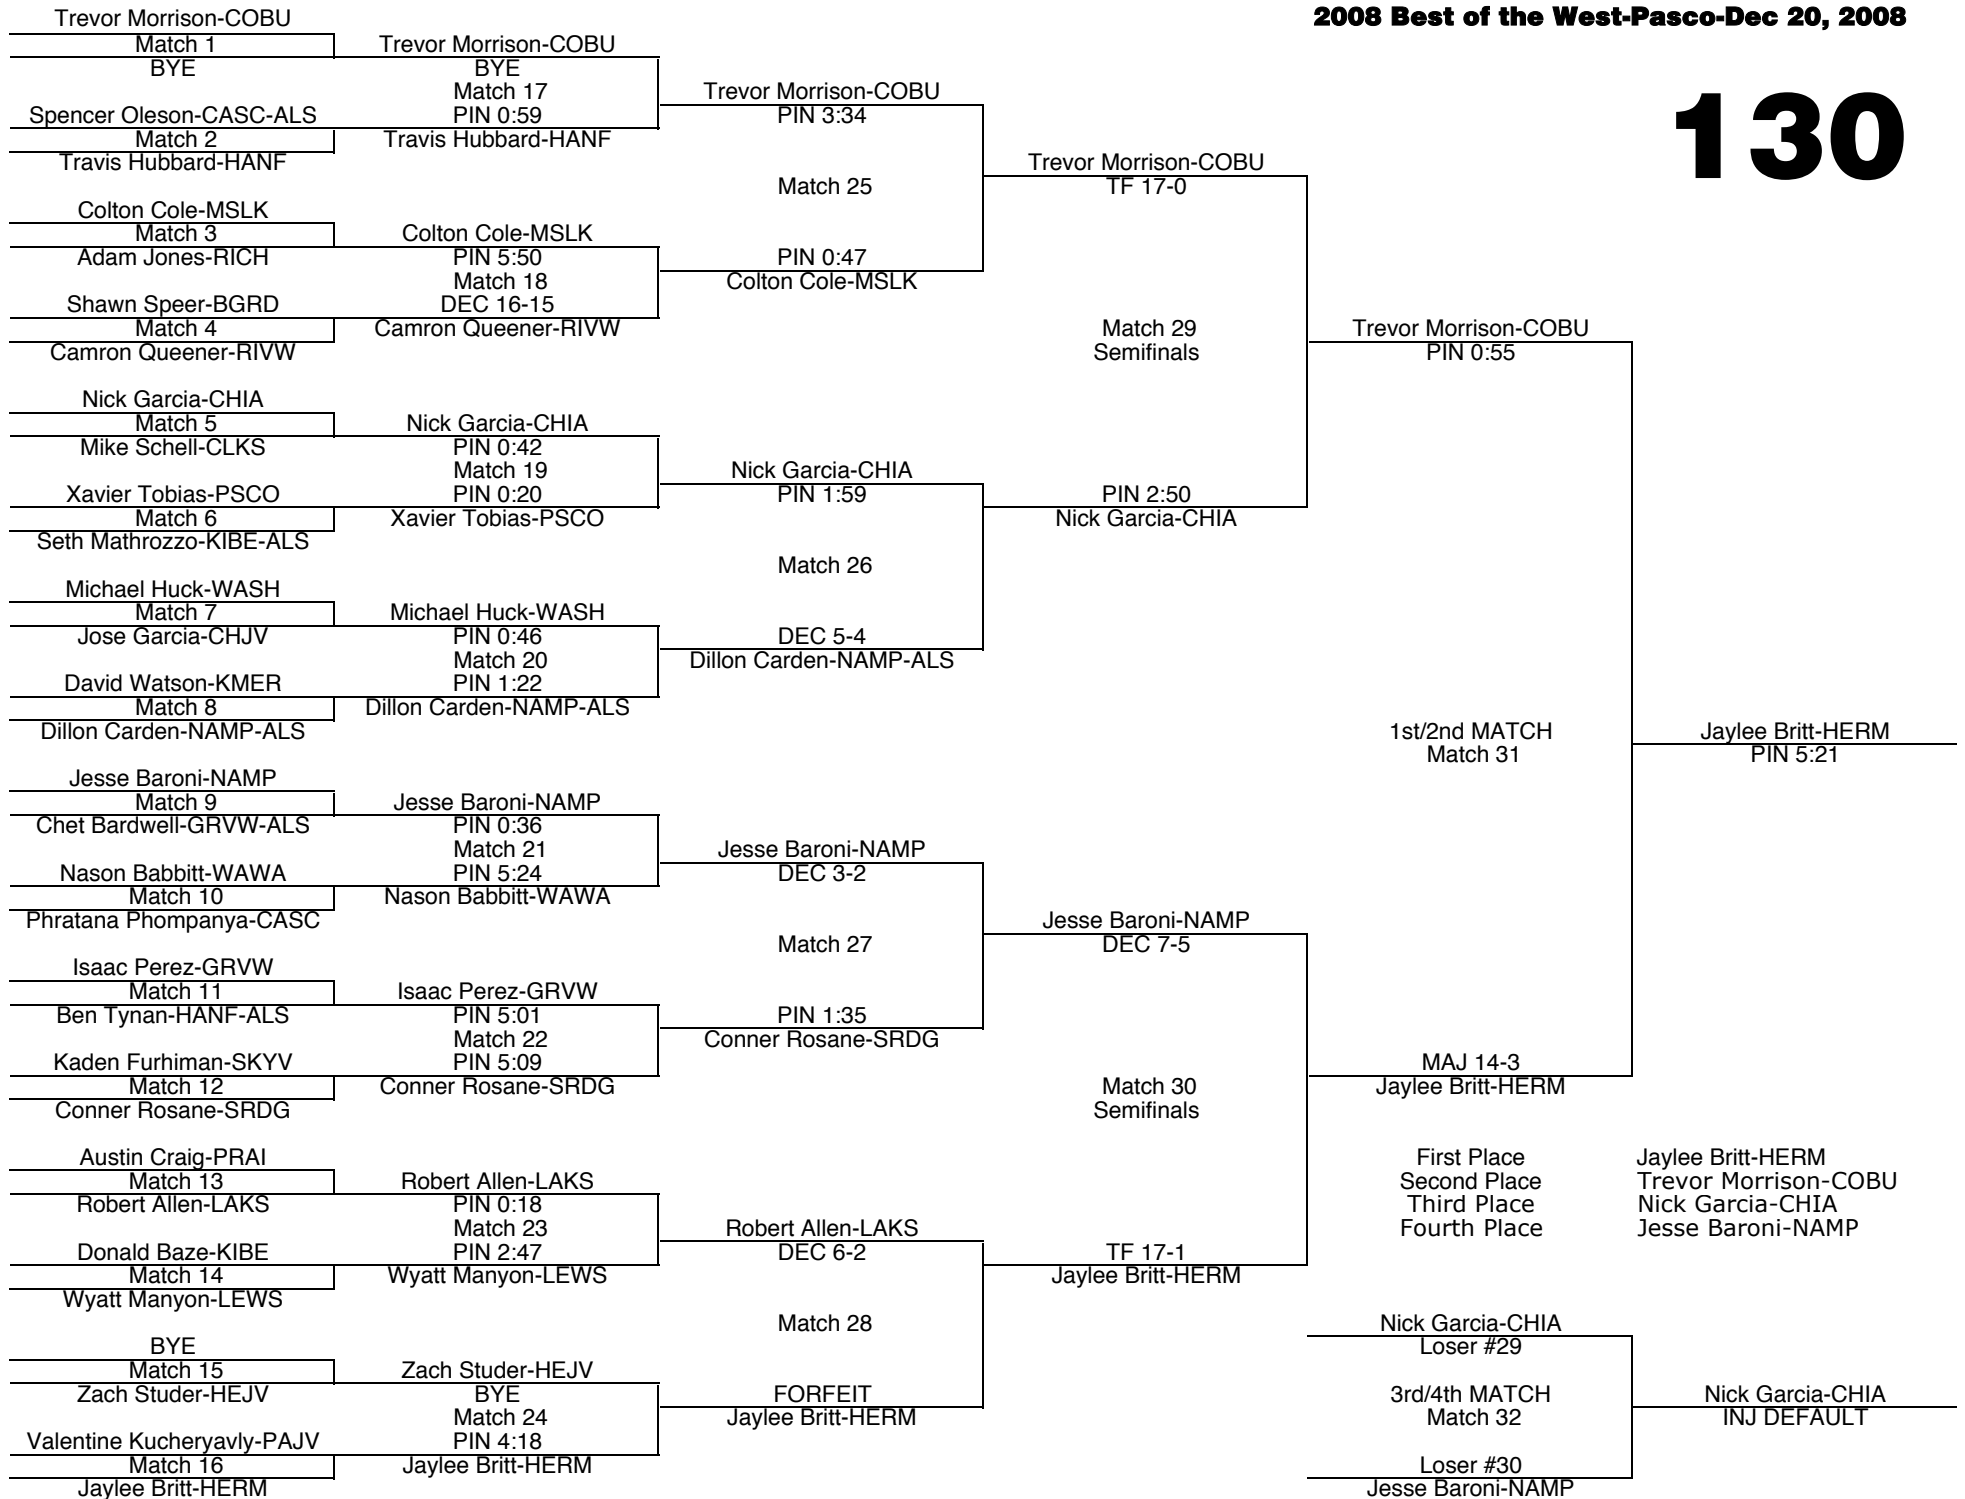 2008 Best of the West-Pasco-Dec 20, 2008
130
Trevor Morrison-COBU
Match 1
BYE
Spencer Oleson-CASC-ALS
Match 2
Travis Hubbard-HANF
Colton Cole-MSLK
Match 3
Adam Jones-RICH
Shawn Speer-BGRD
Match 4
Camron Queener-RIVW
Nick Garcia-CHIA
Match 5
Mike Schell-CLKS
Xavier Tobias-PSCO
Match 6
Seth Mathrozzo-KIBE-ALS
Michael Huck-WASH
Match 7
Jose Garcia-CHJV
David Watson-KMER
Match 8
Dillon Carden-NAMP-ALS
Jesse Baroni-NAMP
Match 9
Chet Bardwell-GRVW-ALS
Nason Babbitt-WAWA
Match 10
Phratana Phompanya-CASC
Isaac Perez-GRVW
Match 11
Ben Tynan-HANF-ALS
Kaden Furhiman-SKYV
Match 12
Conner Rosane-SRDG
Austin Craig-PRAI
Match 13
Robert Allen-LAKS
Donald Baze-KIBE
Match 14
Wyatt Manyon-LEWS
BYE
Match 15
Zach Studer-HEJV
Valentine Kucheryavly-PAJV
Match 16
Jaylee Britt-HERM
Trevor Morrison-COBU
BYE
Match 17
PIN 0:59
Travis Hubbard-HANF
Colton Cole-MSLK
PIN 5:50
Match 18
DEC 16-15
Camron Queener-RIVW
Nick Garcia-CHIA
PIN 0:42
Match 19
PIN 0:20
Xavier Tobias-PSCO
Michael Huck-WASH
PIN 0:46
Match 20
PIN 1:22
Dillon Carden-NAMP-ALS
Jesse Baroni-NAMP
PIN 0:36
Match 21
PIN 5:24
Nason Babbitt-WAWA
Isaac Perez-GRVW
PIN 5:01
Match 22
PIN 5:09
Conner Rosane-SRDG
Robert Allen-LAKS
PIN 0:18
Match 23
PIN 2:47
Wyatt Manyon-LEWS
Zach Studer-HEJV
BYE
Match 24
PIN 4:18
Jaylee Britt-HERM
Trevor Morrison-COBU
PIN 3:34
Match 25
PIN 0:47
Colton Cole-MSLK
Nick Garcia-CHIA
PIN 1:59
Match 26
DEC 5-4
Dillon Carden-NAMP-ALS
Jesse Baroni-NAMP
DEC 3-2
Match 27
PIN 1:35
Conner Rosane-SRDG
Robert Allen-LAKS
DEC 6-2
Match 28
FORFEIT
Jaylee Britt-HERM
Trevor Morrison-COBU
TF 17-0
Match 29
Semifinals
PIN 2:50
Nick Garcia-CHIA
Jesse Baroni-NAMP
DEC 7-5
Match 30
Semifinals
TF 17-1
Jaylee Britt-HERM
Trevor Morrison-COBU
PIN 0:55
1st/2nd MATCH
Match 31
MAJ 14-3
Jaylee Britt-HERM
Jaylee Britt-HERM
PIN 5:21
First Place Jaylee Britt-HERM
Second Place Trevor Morrison-COBU
Third Place Nick Garcia-CHIA
Fourth Place Jesse Baroni-NAMP
Nick Garcia-CHIA
Loser #29
3rd/4th MATCH
Match 32
Loser #30
Jesse Baroni-NAMP
Nick Garcia-CHIA
INJ DEFAULT